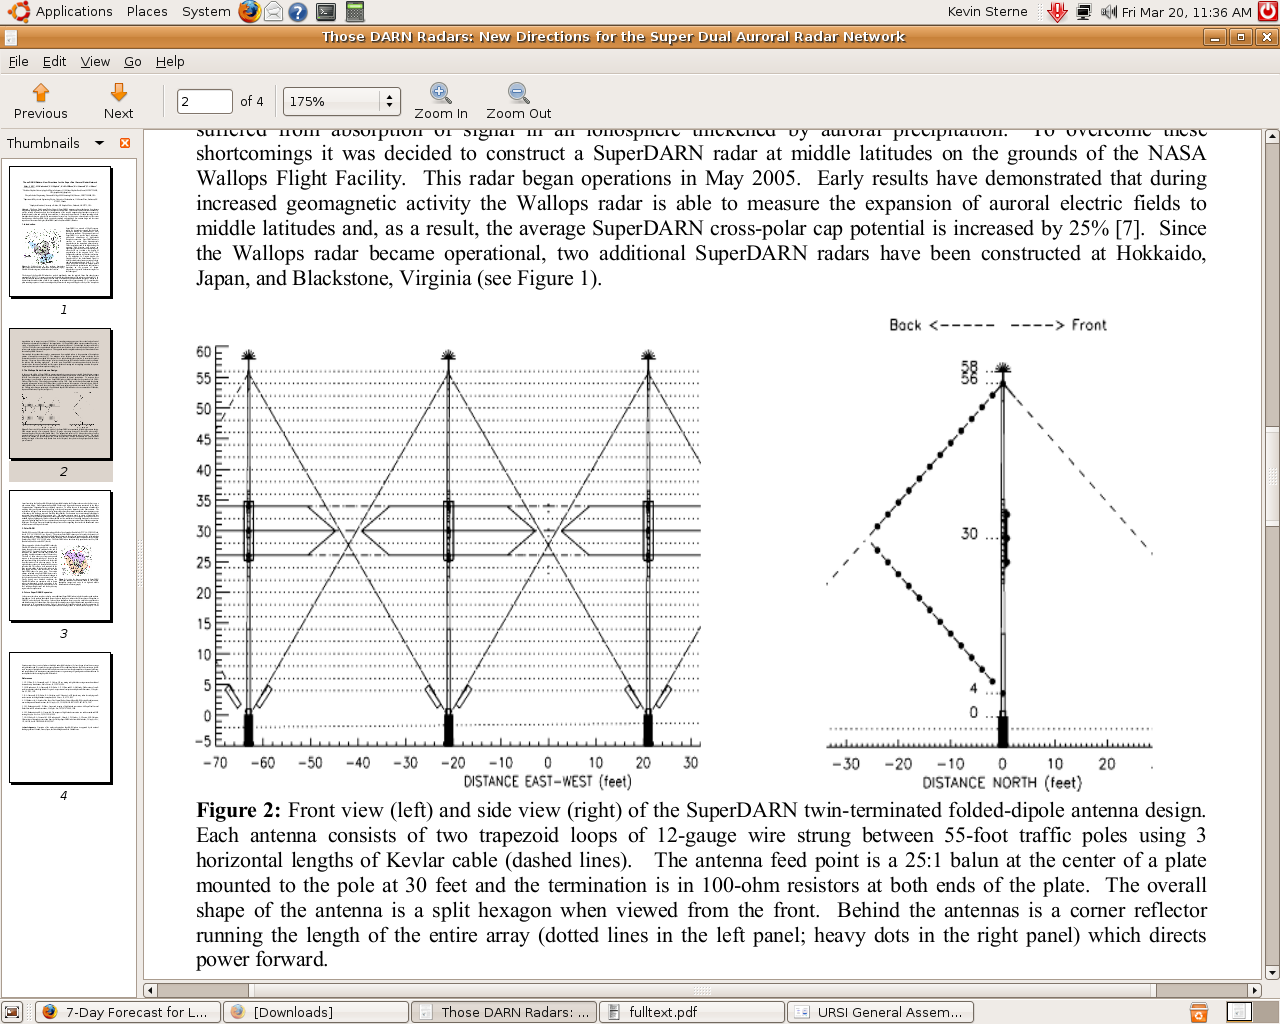 Applications Places System Kevin Sterne Fri Mar 20, 11:36 AM
Those DARN Radars: New Directions for the Super Dual Auroral Radar Network
File Edit View Go Help
Previous Next 2 of 4 175% Zoom In Zoom Out
Thumbnails
1
2
3
4
suffered from absorption of signal in an ionosphere thickened by auroral precipitation. To overcome these
shortcomings it was decided to construct a SuperDARN radar at middle latitudes on the grounds of the NASA
Wallops Flight Facility. This radar began operations in May 2005. Early results have demonstrated that during
increased geomagnetic activity the Wallops radar is able to measure the expansion of auroral electric fields to
middle latitudes and, as a result, the average SuperDARN cross-polar cap potential is increased by 25% [7]. Since
the Wallops radar became operational, two additional SuperDARN radars have been constructed at Hokkaido,
Japan, and Blackstone, Virginia (see Figure 1).
60
55
50
45
40
35
30
25
20
15
10
5
0
-5
-70 -60 -50 -40 -30 -20 -10 0 10 20 30
DISTANCE EAST-WEST (feet)
Back <----- ----> Front
58
56
30
4
0
-30 -20 -10 0 10 20
DISTANCE NORTH (feet)
Figure 2: Front view (left) and side view (right) of the SuperDARN twin-terminated folded-dipole antenna design.
Each antenna consists of two trapezoid loops of 12-gauge wire strung between 55-foot traffic poles using 3
horizontal lengths of Kevlar cable (dashed lines). The antenna feed point is a 25:1 balun at the center of a plate
mounted to the pole at 30 feet and the termination is in 100-ohm resistors at both ends of the plate. The overall
shape of the antenna is a split hexagon when viewed from the front. Behind the antennas is a corner reflector
running the length of the entire array (dotted lines in the left panel; heavy dots in the right panel) which directs
power forward.
7-Day Forecast for L... [Downloads] Those DARN Radars: ... fulltext.pdf URSI General Assem...